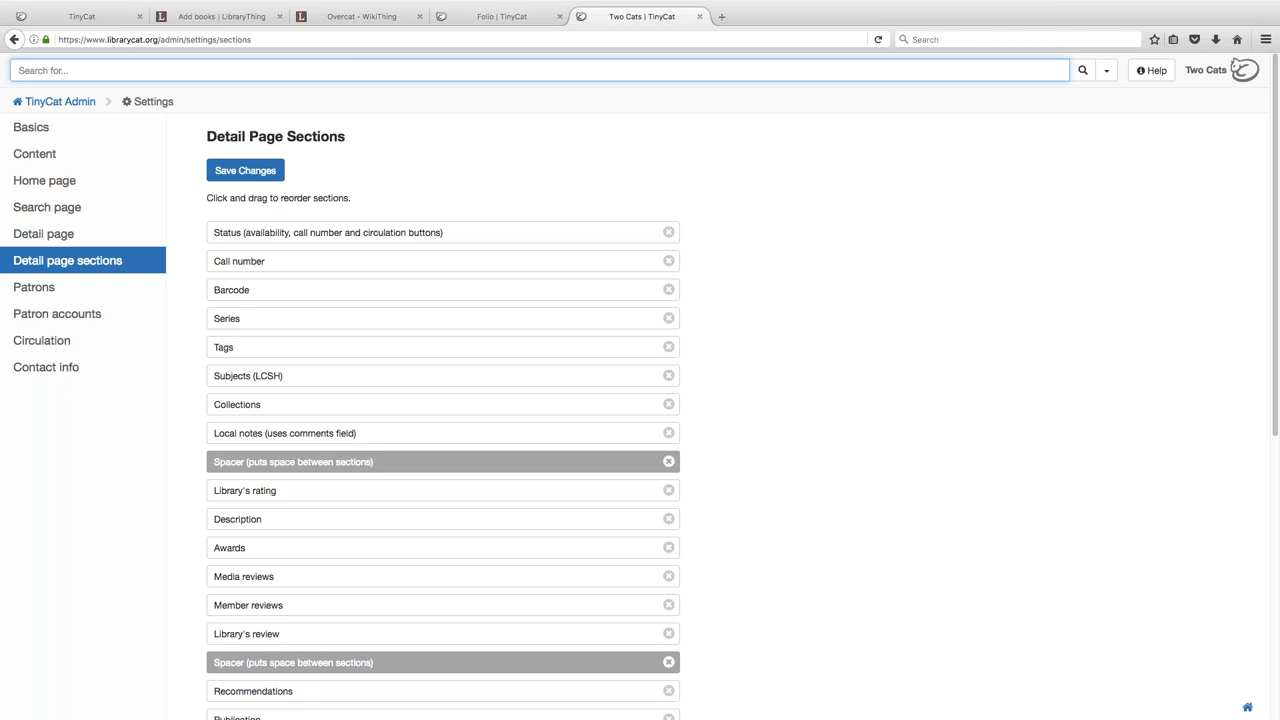 TinyCat
Add books | LibraryThing
Overcat - WikiThing
Folio | TinyCat
Two Cats | TinyCat
https://www.librarycat.org/admin/settings/sections
Search
Search for...
Help
Two Cats
TinyCat Admin
Settings
Basics
Content
Home page
Search page
Detail page
Detail page sections
Patrons
Patron accounts
Circulation
Contact info
Detail Page Sections
Save Changes
Click and drag to reorder sections.
Status (availability, call number and circulation buttons)
Call number
Barcode
Series
Tags
Subjects (LCSH)
Collections
Local notes (uses comments field)
Spacer (puts space between sections)
Library's rating
Description
Awards
Media reviews
Member reviews
Library's review
Spacer (puts space between sections)
Recommendations
Publication